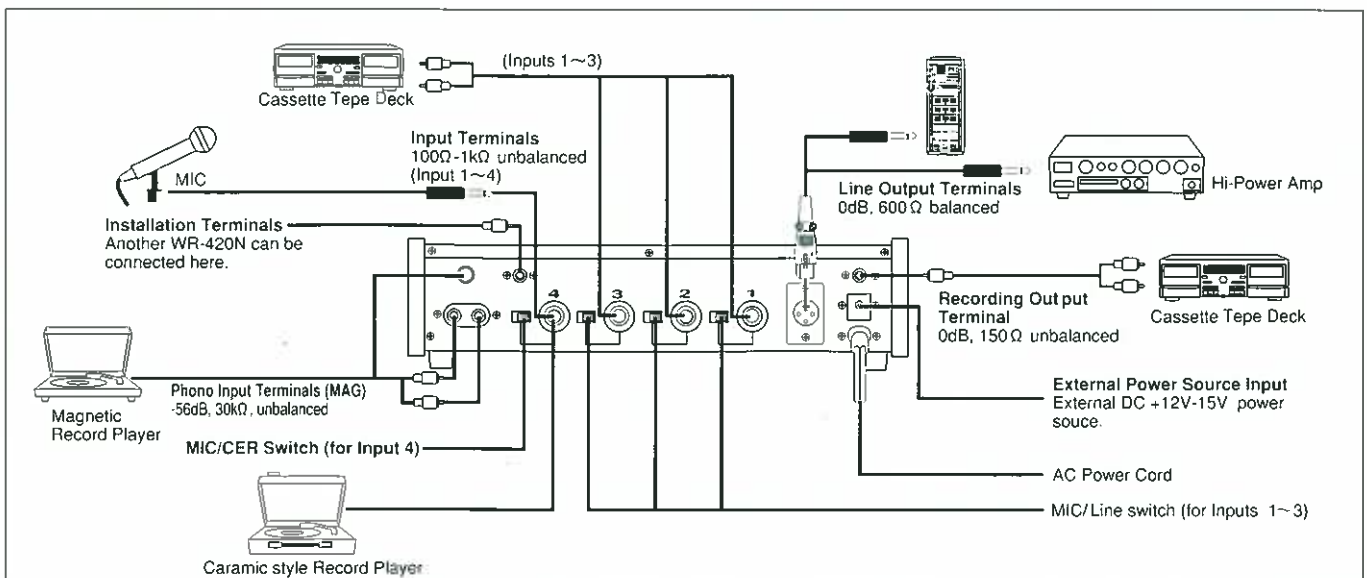 (Inputs 1~3)
Cassette Tepe Deck
Input Terminals
100Ω-1kΩ unbalanced
(Input 1~4)
MIC
Installation Terminals
Another WR-420N can be
connected here.
Line Output Terminals
0dB, 600Ω balanced
Hi-Power Amp
4
3
2
1
Recording Output
Terminal
0dB, 150Ω unbalanced
Cassette Tape Deck
Magnetic
Record Player
Phono Input Terminals (MAG)
-56dB, 30kΩ, unbalanced
External Power Source Input
External DC +12V-15V power
souce.
MIC/CER Switch (for Input 4)
AC Power Cord
MIC/Line switch (for Inputs 1~3)
Caramic style Record Player